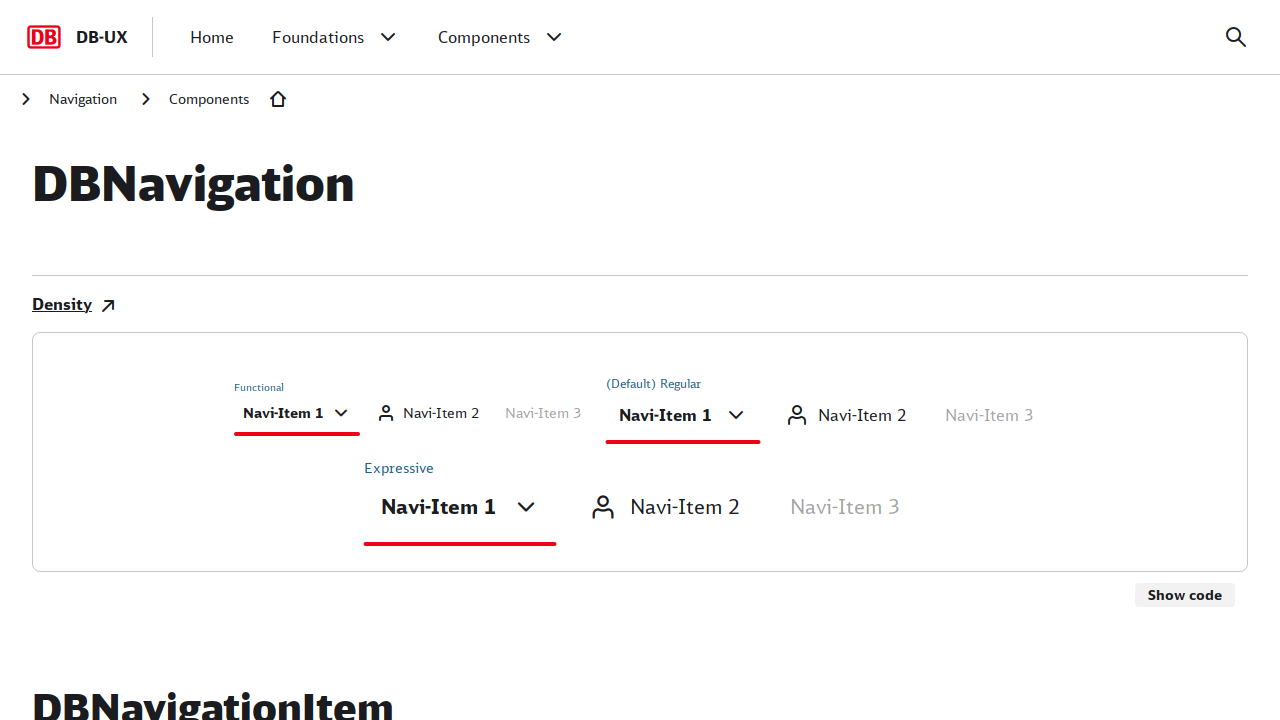 DB DB-UX Home Foundations Components
Navigation Components
DBNavigation
Density
Functional
Navi-Item 1 Navi-Item 2 Navi-Item 3
(Default) Regular
Navi-Item 1 Navi-Item 2 Navi-Item 3
Expressive
Navi-Item 1 Navi-Item 2 Navi-Item 3
Show code
DBNavigationItem